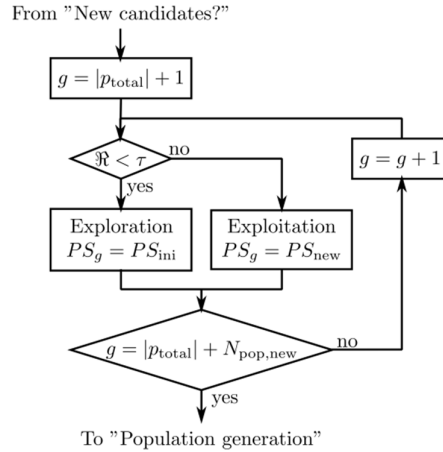 From "New candidates?"
g = |p_total| + 1
ℜ < τ
no
g = g + 1
yes
Exploration
PS_g = PS_ini
Exploitation
PS_g = PS_new
g = |p_total| + N_pop,new
no
yes
To "Population generation"